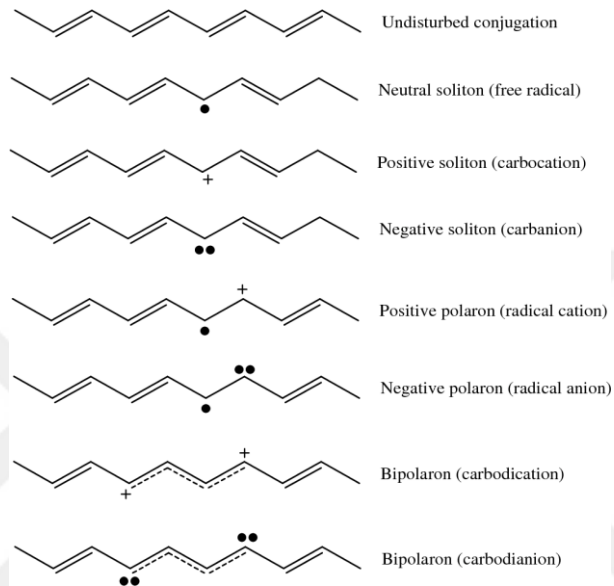 Undisturbed conjugation
Neutral soliton (free radical)
+
Positive soliton (carbocation)
Negative soliton (carbanion)
+
Positive polaron (radical cation)
Negative polaron (radical anion)
+
+
Bipolaron (carbodication)
Bipolaron (carbodianion)